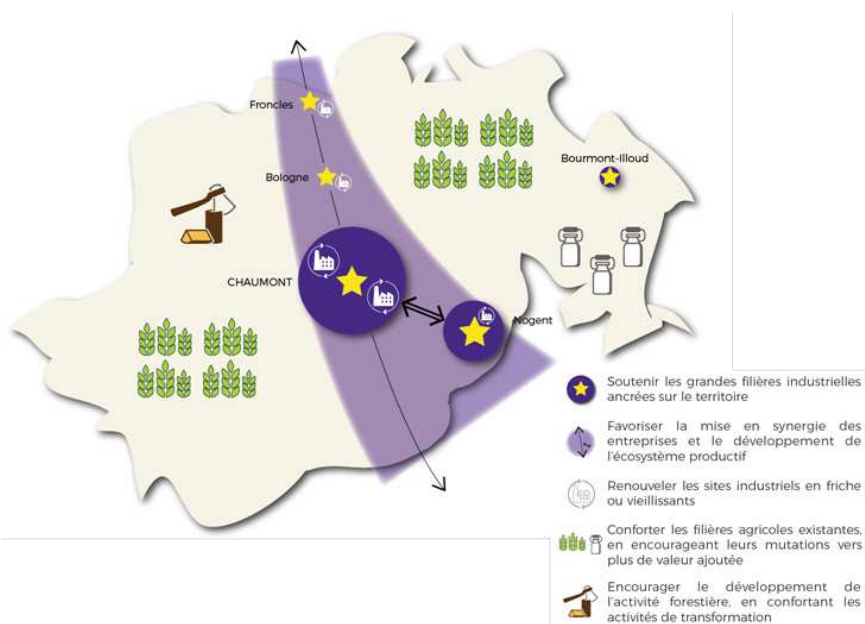 Froncles
Bologne
Bourmont-Illoud
CHAUMONT
Nogent
Soutenir les grandes filières industrielles
ancrées sur le territoire
Favoriser la mise en synergie des
entreprises et le développement de
l'écosystème productif
Renouveler les sites industriels en friche
ou vieillissants
Conforter les filières agricoles existantes,
en encourageant leurs mutations vers
plus de valeur ajoutée
Encourager le développement de
l'activité forestière, en confortant les
activités de transformation